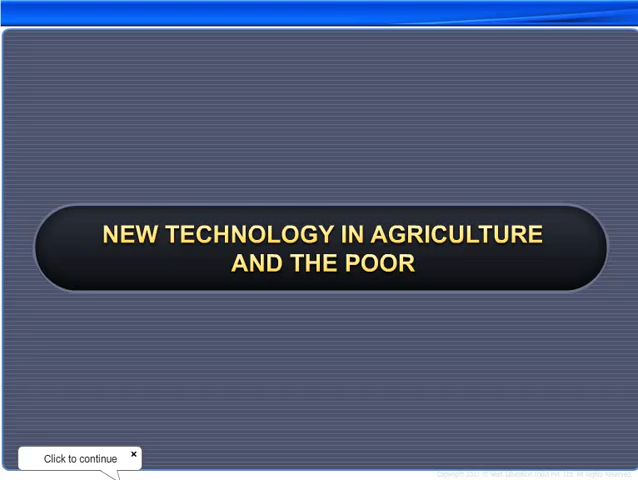 NEW TECHNOLOGY IN AGRICULTURE
AND THE POOR
Click to continue ×